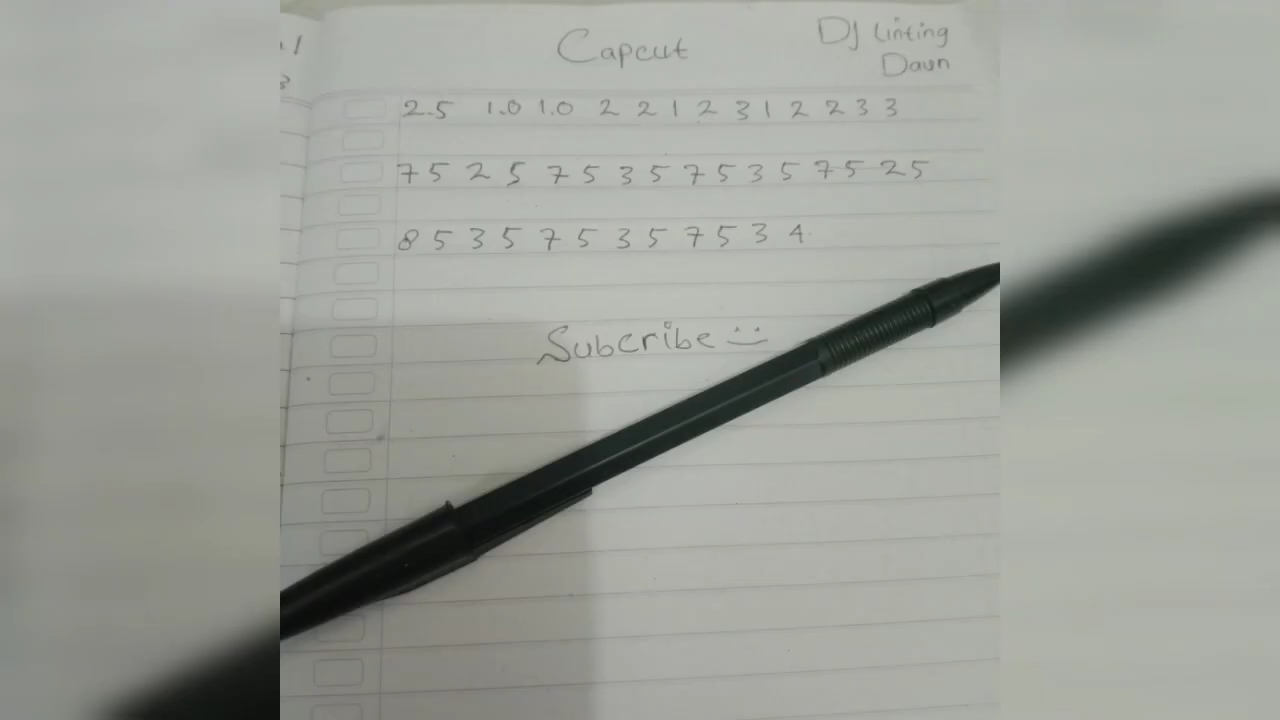 Capcut
DJ Linting
Daun
2.5 1.0 1.0 2 2 1 2 3 1 2 2 3 3
7 5 2 5 7 5 3 5 7 5 3 5 7 5 2 5
8 5 3 5 7 5 3 5 7 5 3 4
Subcribe